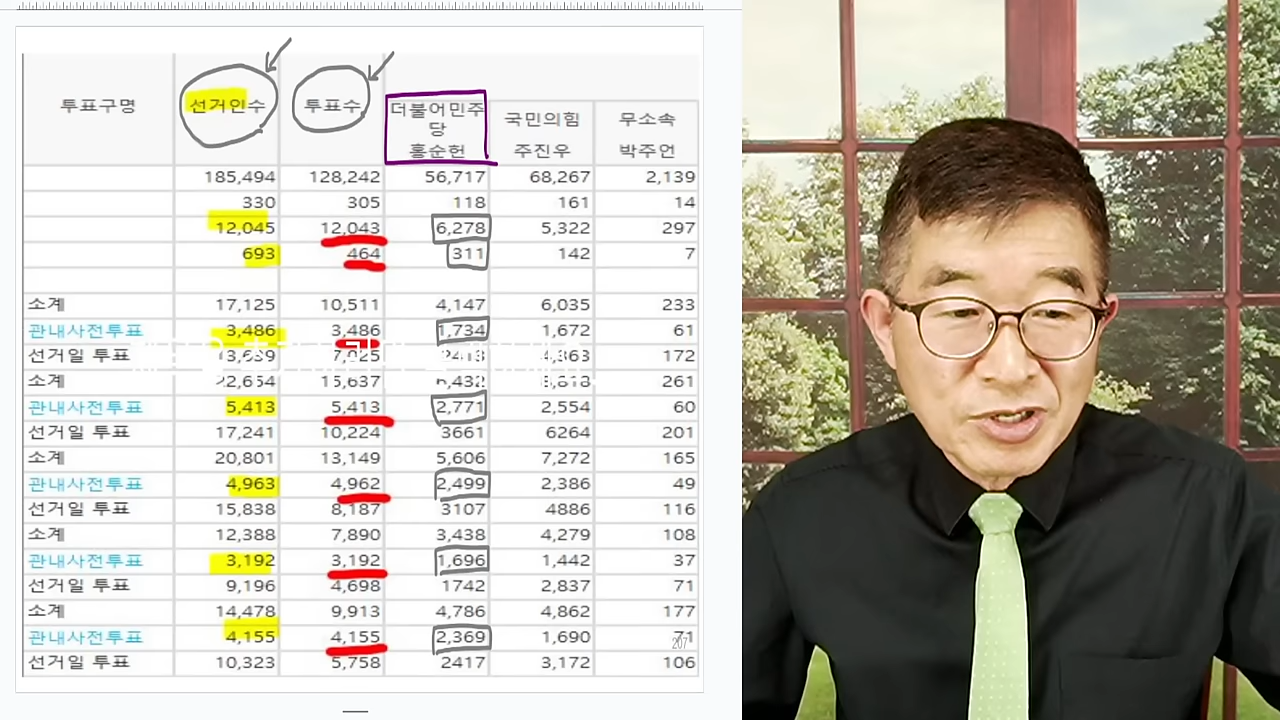 투표구명 선거인수 투표수 더불어민주당 홍순헌 국민의힘 주진우 무소속 박주언
185,494 128,242 56,717 68,267 2,139
330 305 118 161 14
12,045 12,043 6,278 5,322 297
693 464 311 142 7
소계 17,125 10,511 4,147 6,035 233
관내사전투표 3,486 3,486 1,734 1,672 61
선거일 투표 172
소계 22,654 15,637 261
관내사전투표 5,413 5,413 2,771 2,554 60
선거일 투표 17,241 10,224 3661 6264 201
소계 20,801 13,149 5,606 7,272 165
관내사전투표 4,963 4,962 2,499 2,386 49
선거일 투표 15,838 8,187 3107 4886 116
소계 12,388 7,890 3,438 4,279 108
관내사전투표 3,192 3,192 1,696 1,442 37
선거일 투표 9,196 4,698 1742 2,837 71
소계 14,478 9,913 4,786 4,862 177
관내사전투표 4,155 4,155 2,369 1,690 71
207
선거일 투표 10,323 5,758 2417 3,172 106